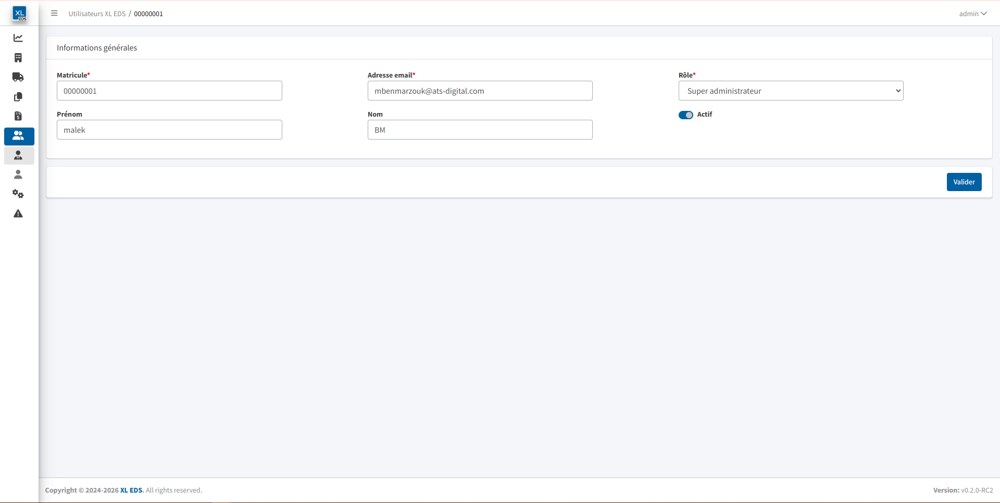 XL
EDS
Utilisateurs XL EDS / 00000001
admin
Informations générales
Matricule*
Adresse email*
Rôle*
00000001
mbenmarzouk@ats-digital.com
Super administrateur
Prénom
Nom
Actif
malek
BM
Valider
Copyright © 2024-2026 XL EDS. All rights reserved.
Version: v0.2.0-RC2